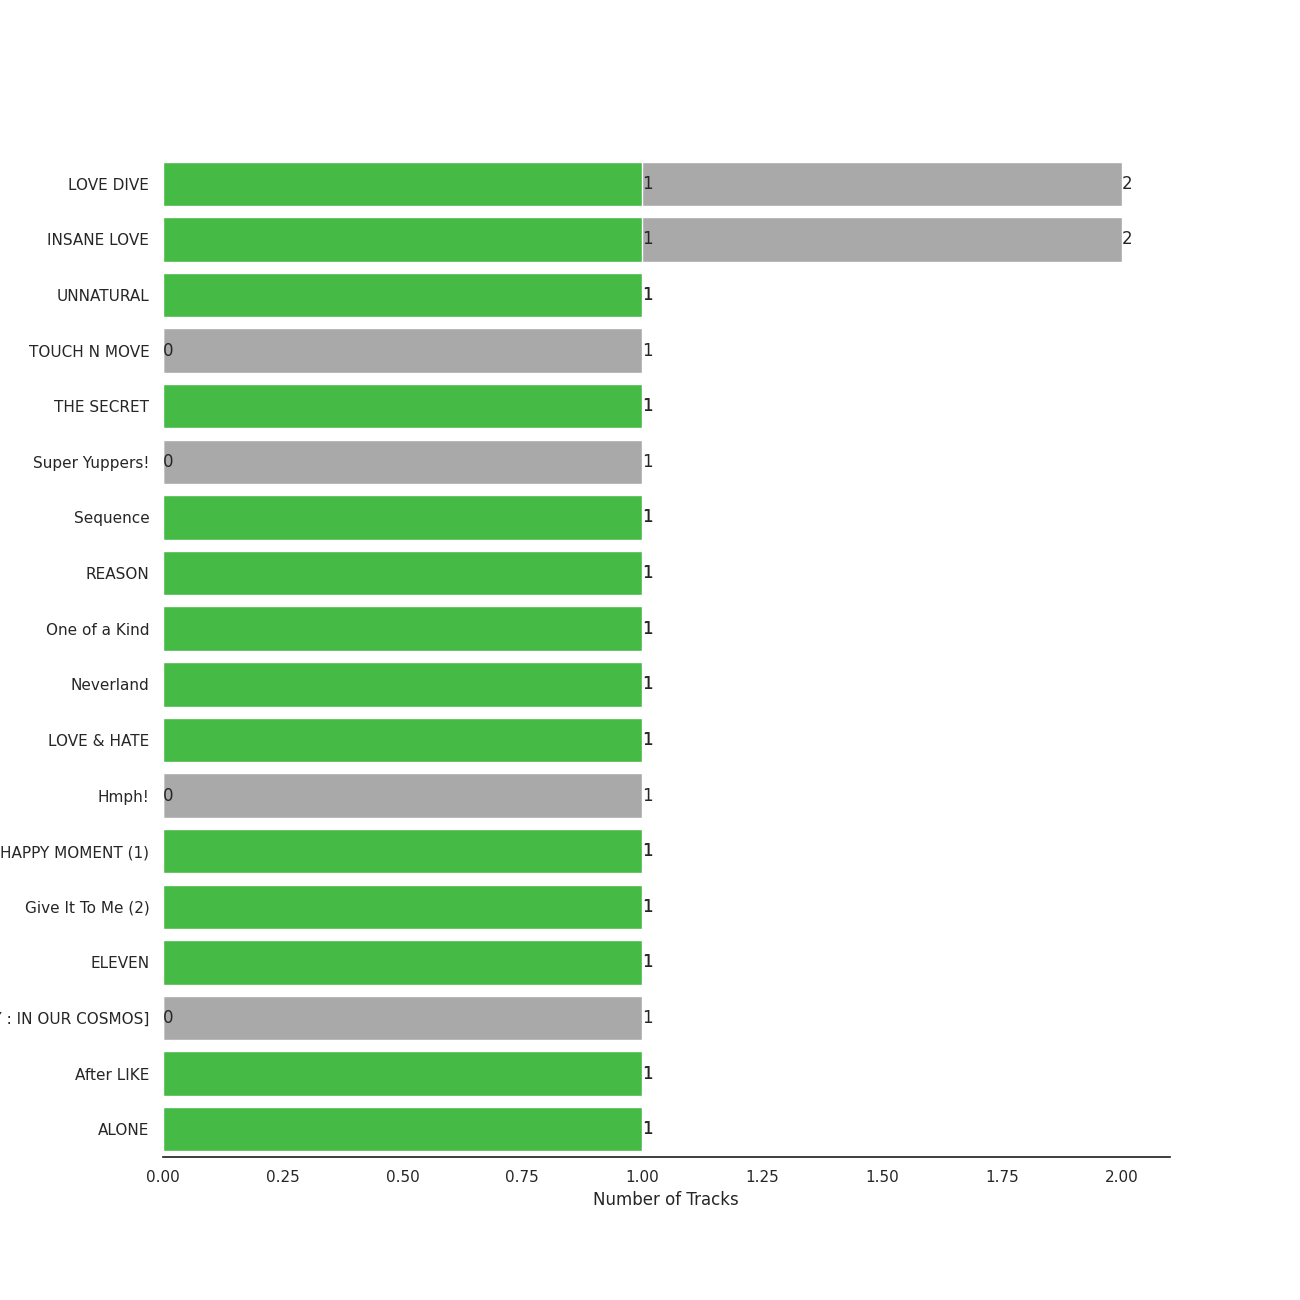 LOVE DIVE 1 2
INSANE LOVE 1 2
UNNATURAL 1
TOUCH N MOVE 0 1
THE SECRET 1
Super Yuppers! 0 1
Sequence 1
REASON 1
One of a Kind 1
Neverland 1
LOVE & HATE 1
Hmph! 0 1
HAPPY MOMENT (1) 1
Give It To Me (2) 1
ELEVEN 1
: IN OUR COSMOS] 0 1
After LIKE 1
ALONE 1
0.00 0.25 0.50 0.75 1.00 1.25 1.50 1.75 2.00
Number of Tracks